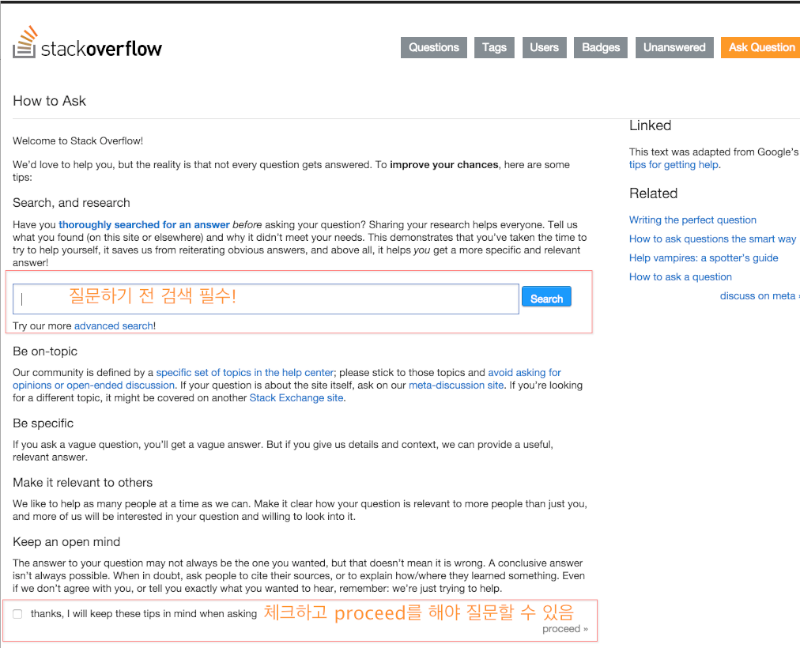 stackoverflow
Questions Tags Users Badges Unanswered Ask Question
How to Ask
Welcome to Stack Overflow!
We'd love to help you, but the reality is that not every question gets answered. To improve your chances, here are some
tips:
Search, and research
Have you thoroughly searched for an answer before asking your question? Sharing your research helps everyone. Tell us
what you found (on this site or elsewhere) and why it didn't meet your needs. This demonstrates that you've taken the time to
try to help yourself, it saves us from reiterating obvious answers, and above all, it helps you get a more specific and relevant
answer!
질문하기 전 검색 필수!
Search
Try our more advanced search!
Be on-topic
Our community is defined by a specific set of topics in the help center; please stick to those topics and avoid asking for
opinions or open-ended discussion. If your question is about the site itself, ask on our meta-discussion site. If you're looking
for a different topic, it might be covered on another Stack Exchange site.
Be specific
If you ask a vague question, you'll get a vague answer. But if you give us details and context, we can provide a useful,
relevant answer.
Make it relevant to others
We like to help as many people at a time as we can. Make it clear how your question is relevant to more people than just you,
and more of us will be interested in your question and willing to look into it.
Keep an open mind
The answer to your question may not always be the one you wanted, but that doesn't mean it is wrong. A conclusive answer
isn't always possible. When in doubt, ask people to cite their sources, or to explain how/where they learned something. Even
if we don't agree with you, or tell you exactly what you wanted to hear, remember: we're just trying to help.
thanks, I will keep these tips in mind when asking 체크하고 proceed를 해야 질문할 수 있음
proceed »
Linked
This text was adapted from Google's
tips for getting help.
Related
Writing the perfect question
How to ask questions the smart way
Help vampires: a spotter's guide
How to ask a question
discuss on meta »